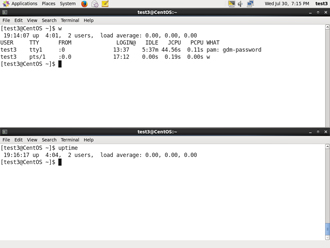 Applications Places System
Wed Jul 30, 7:15 PM test3
File Edit View Search Terminal Help
[test3@CentOS ~]$ w
19:14:07 up 4:01, 2 users, load average: 0.00, 0.00, 0.00
USER TTY FROM LOGIN@ IDLE JCPU PCPU WHAT
test3 tty1 :0 13:37 5:37m 44.56s 0.11s pam: gdm-password
test3 pts/1 :0.0 17:12 0.00s 0.19s 0.00s w
[test3@CentOS ~]$
File Edit View Search Terminal Help
[test3@CentOS ~]$ uptime
19:16:17 up 4:04, 2 users, load average: 0.00, 0.00, 0.00
[test3@CentOS ~]$